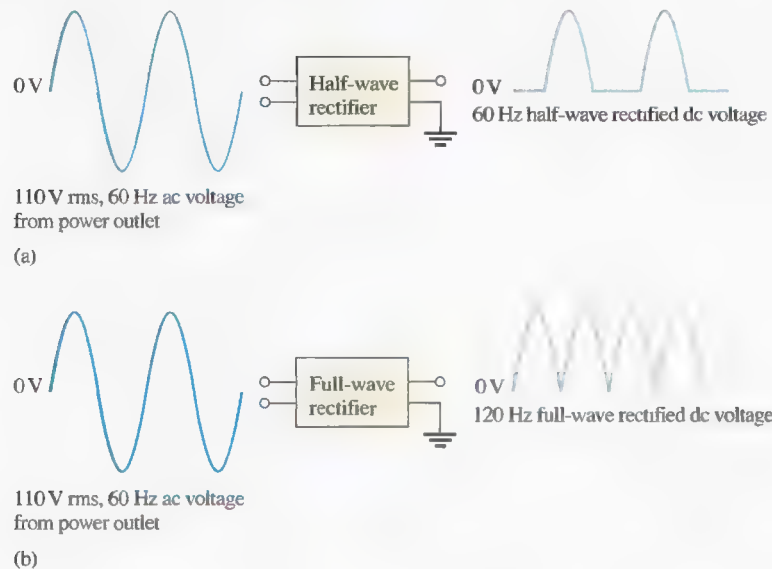 0 V
Half-wave
rectifier
0 V
60 Hz half-wave rectified dc voltage
110 V rms, 60 Hz ac voltage
from power outlet
(a)
0 V
Full-wave
rectifier
0 V
120 Hz full-wave rectified dc voltage
110 V rms, 60 Hz ac voltage
from power outlet
(b)